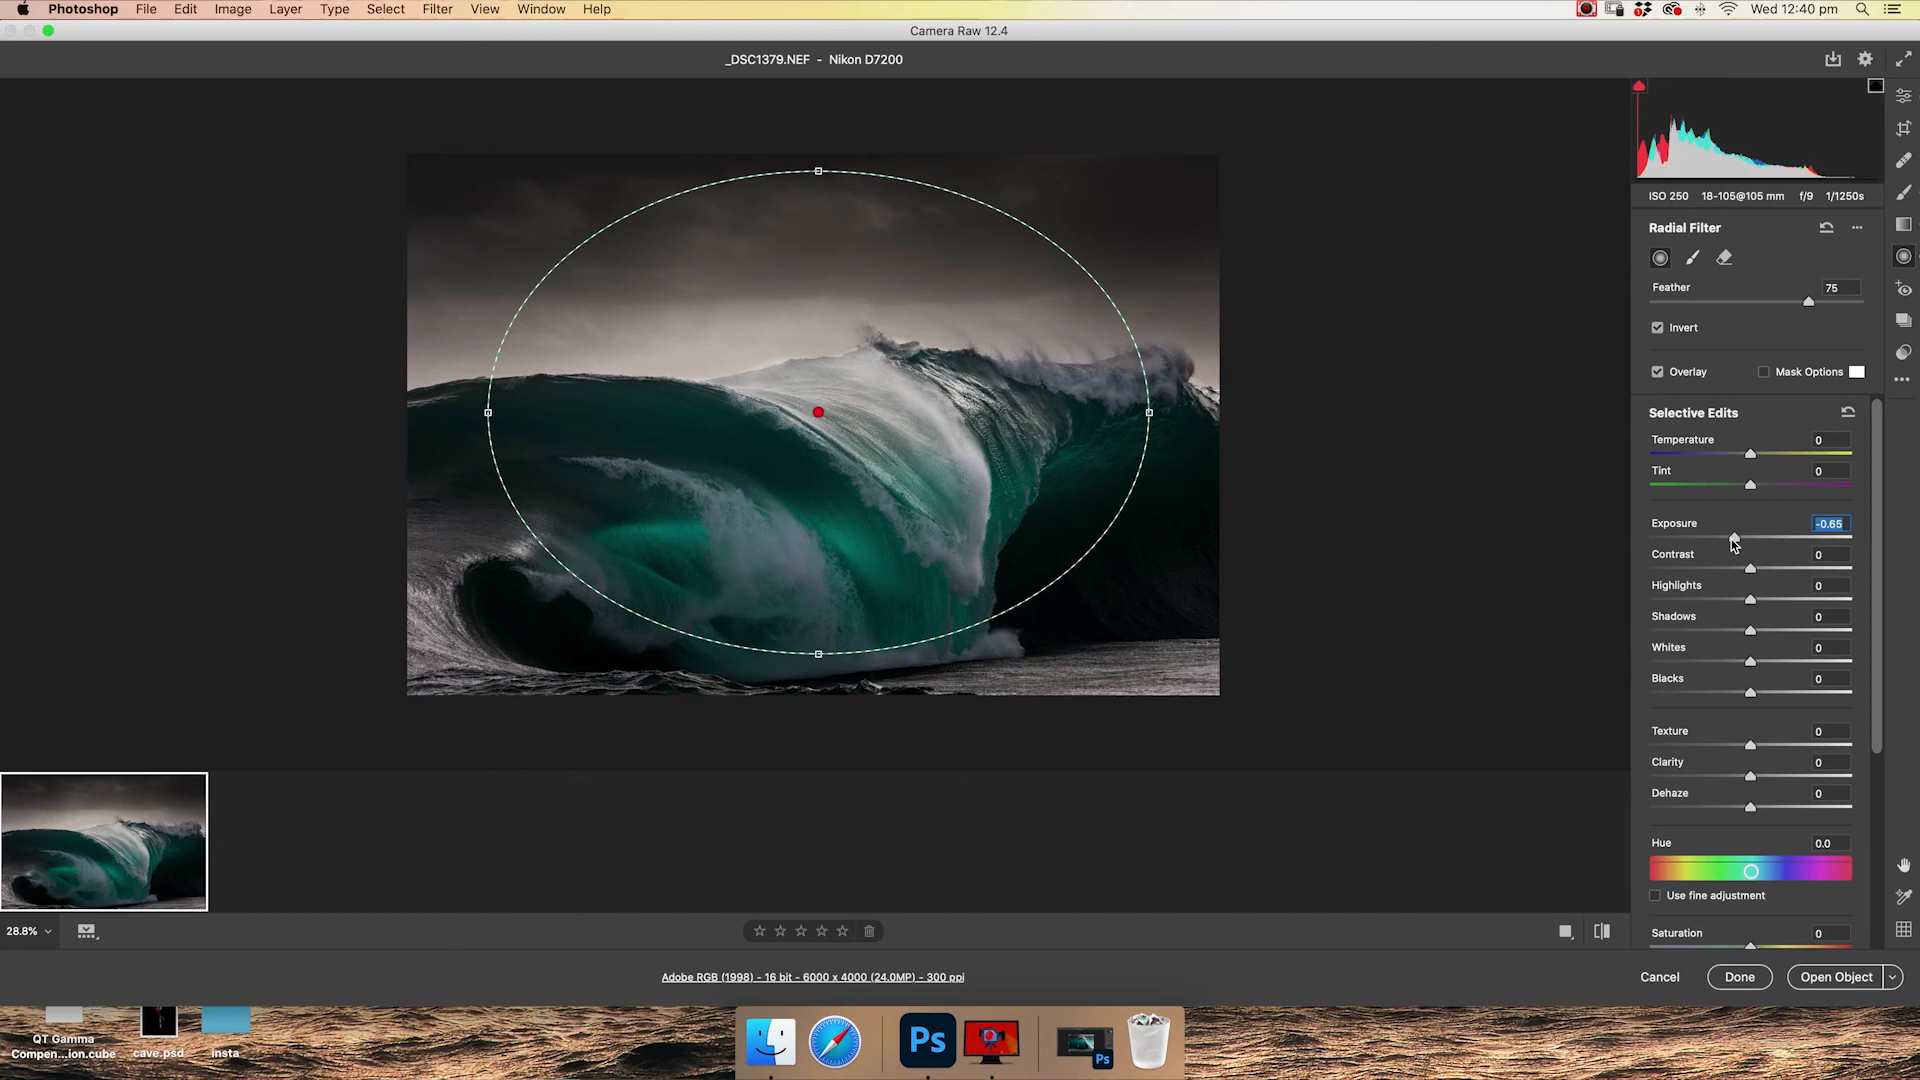 Photoshop File Edit Image Layer Type Select Filter View Window Help Wed 12:40 pm
Camera Raw 12.4
_DSC1379.NEF - Nikon D7200
ISO 250 18-105@105 mm f/9 1/1250s
Radial Filter
Feather 75
Invert
Overlay Mask Options
Selective Edits
Temperature 0
Tint 0
Exposure -0.65
Contrast 0
Highlights 0
Shadows 0
Whites 0
Blacks 0
Texture 0
Clarity 0
Dehaze 0
Hue 0.0
Use fine adjustment
Saturation 0
28.8%
Adobe RGB (1998) - 16 bit - 6000 x 4000 (24.0MP) - 300 ppi
Cancel Done Open Object
QT Gamma
Compen...ion.cube cave.psd insta
Ps
Ps